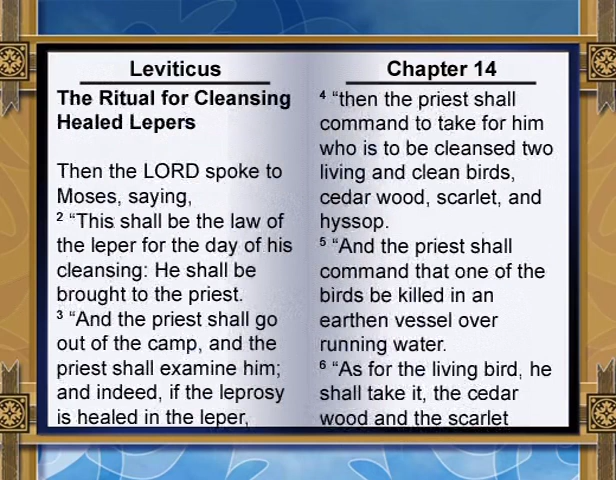 Leviticus
The Ritual for Cleansing
Healed Lepers
Then the LORD spoke to
Moses, saying,
2 “This shall be the law of
the leper for the day of his
cleansing: He shall be
brought to the priest.
3 “And the priest shall go
out of the camp, and the
priest shall examine him;
and indeed, if the leprosy
is healed in the leper,
Chapter 14
4 “then the priest shall
command to take for him
who is to be cleansed two
living and clean birds,
cedar wood, scarlet, and
hyssop.
5 “And the priest shall
command that one of the
birds be killed in an
earthen vessel over
running water.
6 “As for the living bird, he
shall take it, the cedar
wood and the scarlet